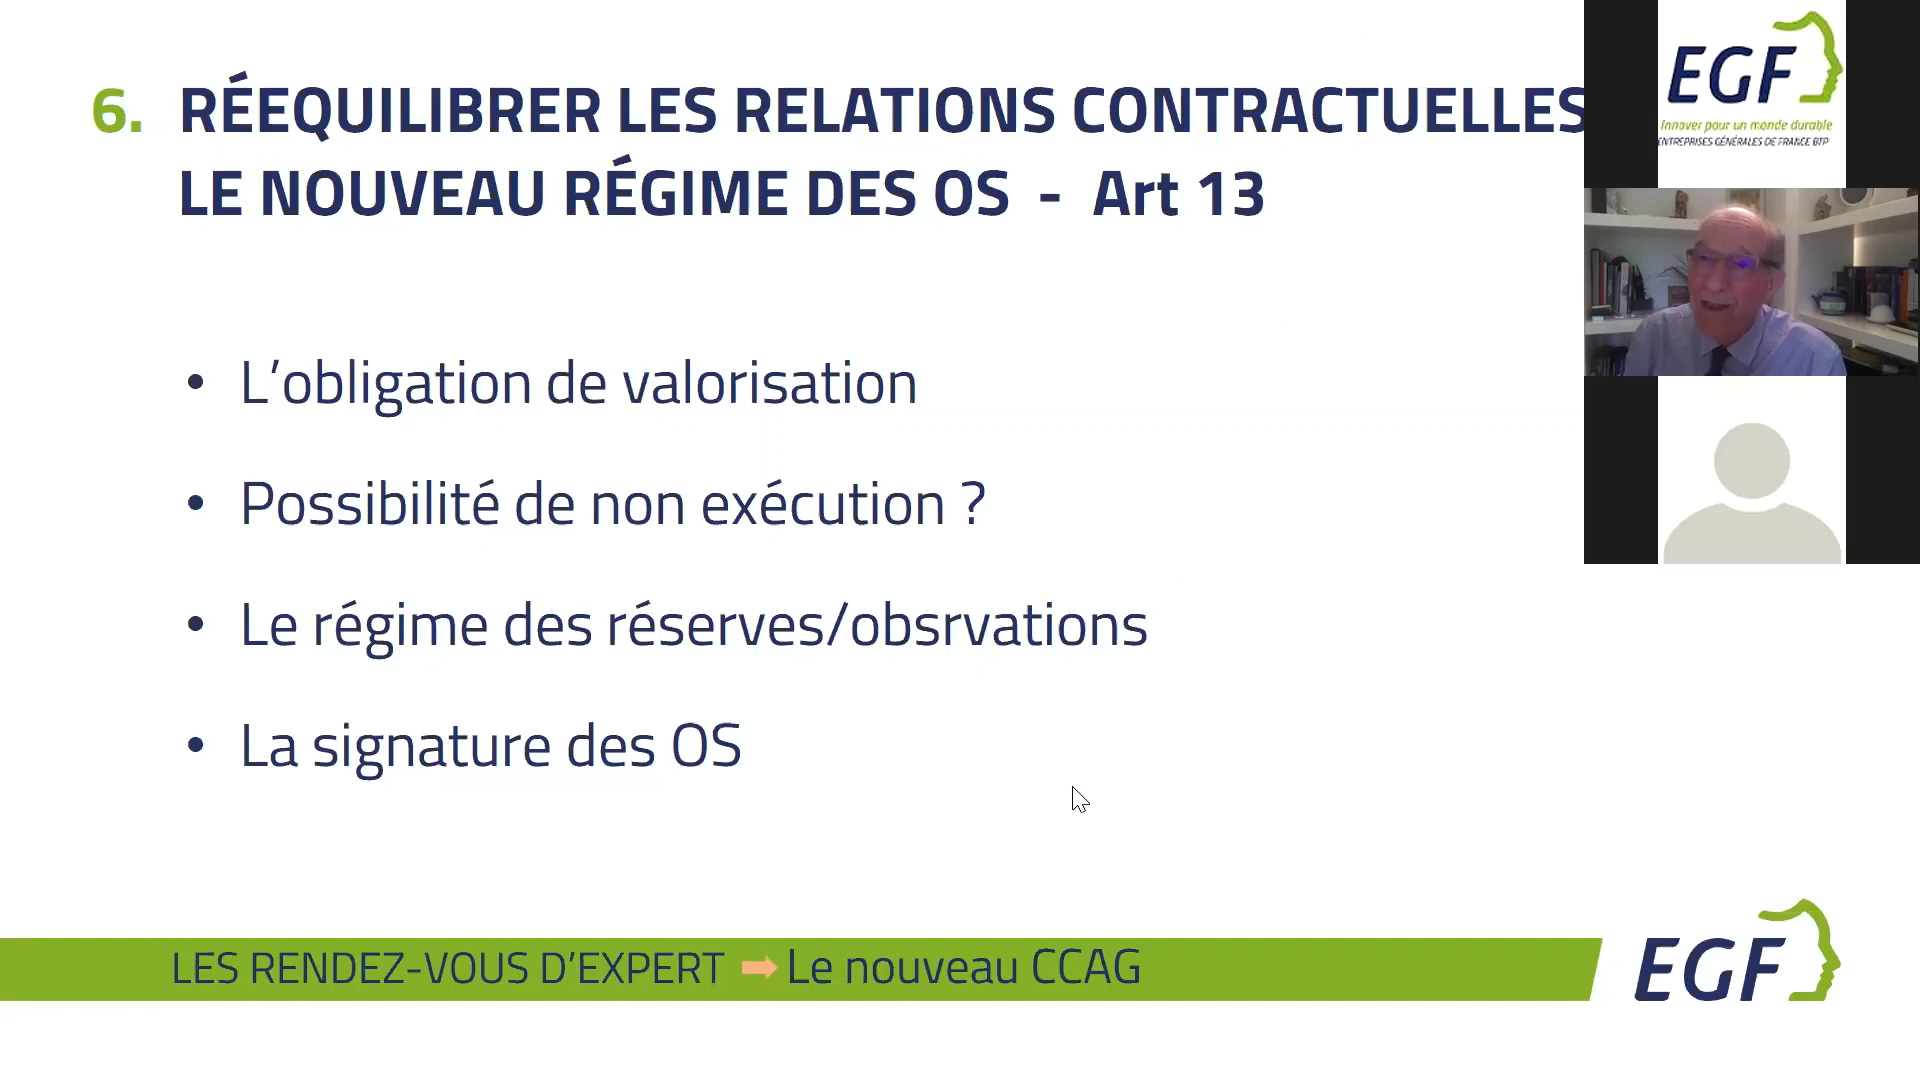 6. RÉEQUILIBRER LES RELATIONS CONTRACTUELLES
LE NOUVEAU RÉGIME DES OS - Art 13
• L’obligation de valorisation
• Possibilité de non exécution ?
• Le régime des réserves/obsrvations
• La signature des OS
LES RENDEZ-VOUS D’EXPERT ➡ Le nouveau CCAG
EGF
EGF
Innover pour un monde durable
ENTREPRISES GÉNÉRALES DE FRANCE BTP